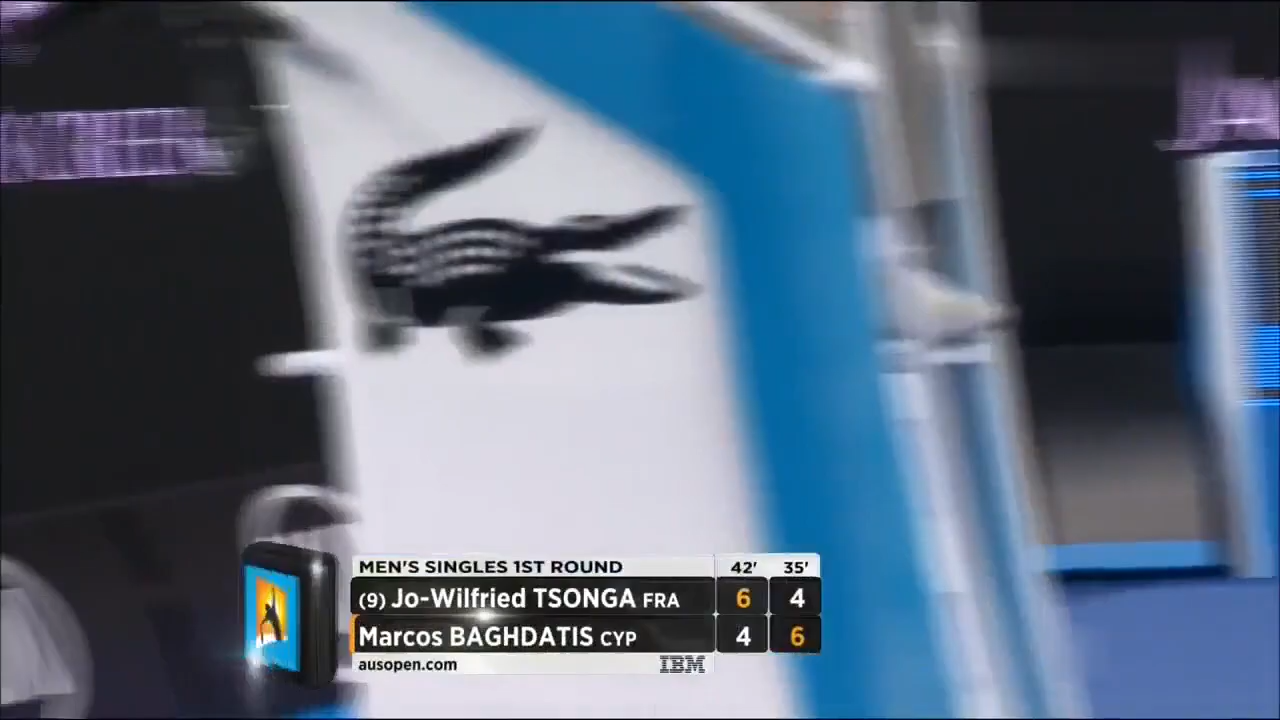 MEN'S SINGLES 1ST ROUND 42' 35'
(9) Jo-Wilfried TSONGA FRA 6 4
Marcos BAGHDATIS CYP 4 6
ausopen.com IBM